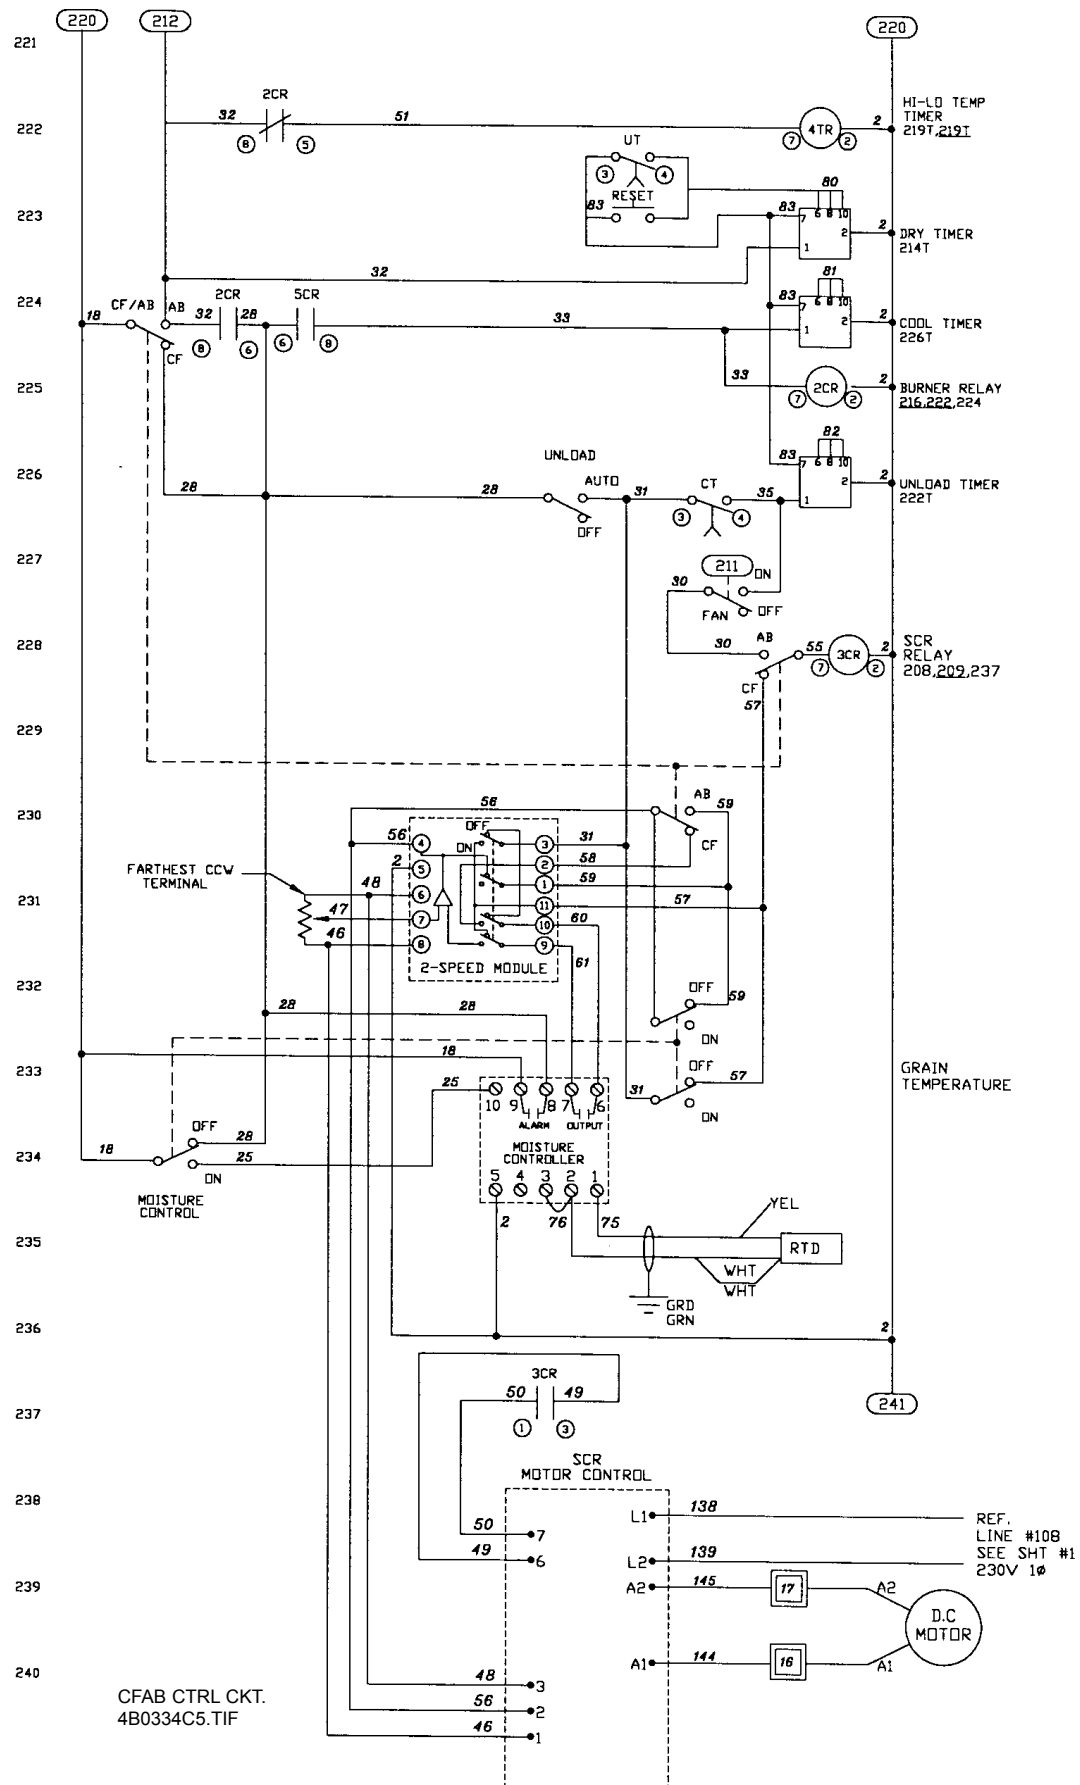 220 212 220
221
2CR
HI-LO TEMP
TIMER
219T,219T
222 32 51 4TR 2
8 5 7 2
UT
3 4
RESET
80
83 83 6 8 10
223 7 2 2 DRY TIMER
1 214T
32
81
224 CF/AB AB 2CR 5CR 83 6 8 10
18 32 28 33 7 2 2 COOL TIMER
CF 8 6 6 8 1 226T
225 33 2CR 2 BURNER RELAY
7 2 216,222,224
82
UNLOAD 83 6 8 10
226 AUTO CT 7 2 2 UNLOAD TIMER
28 28 31 35 1 222T
OFF 3 4
227 211 ON
30 FAN OFF
228 AB SCR
30 55 3CR 2 RELAY
7 2 208,209,237
CF
57
229
230 56 AB 59
OFF
56 4 ON 3 31 CF
2 5 2 58
FARTHEST CCW
TERMINAL
48 6 1 59
231 47 7 11 57
10 60
46 8 9
2-SPEED MODULE 61
232 OFF 59
28 28 ON
233 18 OFF GRAIN
TEMPERATURE
25 31 57
10 9 8 7 6 ON
ALARM OUTPUT
234 OFF 28 MOISTURE
CONTROLLER
18 25
ON 5 4 3 2 1
MOISTURE
CONTROL
2 76 75 YEL
235 RTD
WHT
WHT
GRD
GRN
236 2
3CR
50 49 241
237 1 3
SCR
MOTOR CONTROL
238 L1 138 REF.
LINE #108
50 7 L2 139 SEE SHT #1
49 6 230V 1ø
239 A2 145 17 A2
D.C
MOTOR
240 A1 144 16 A1
48 3
56 2
46 1
CFAB CTRL CKT.
4B0334C5.TIF